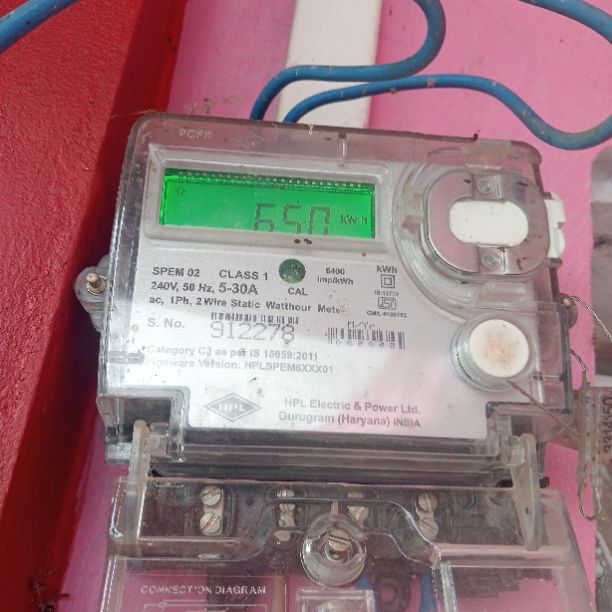 650 kWh
SPEM 02 CLASS 1 6400 imp/kWh kWh
240V, 50 Hz, 5-30A CAL
ac, 1Ph, 2 Wire Static Watthour Meter
S. No. 912278 M/Yr
Category C3 as per IS 15959:2011
Firmware Version: HPLSPEM6XXX01
HPL HPL Electric & Power Ltd.
Gurugram (Haryana) INDIA
CONNECTION DIAGRAM